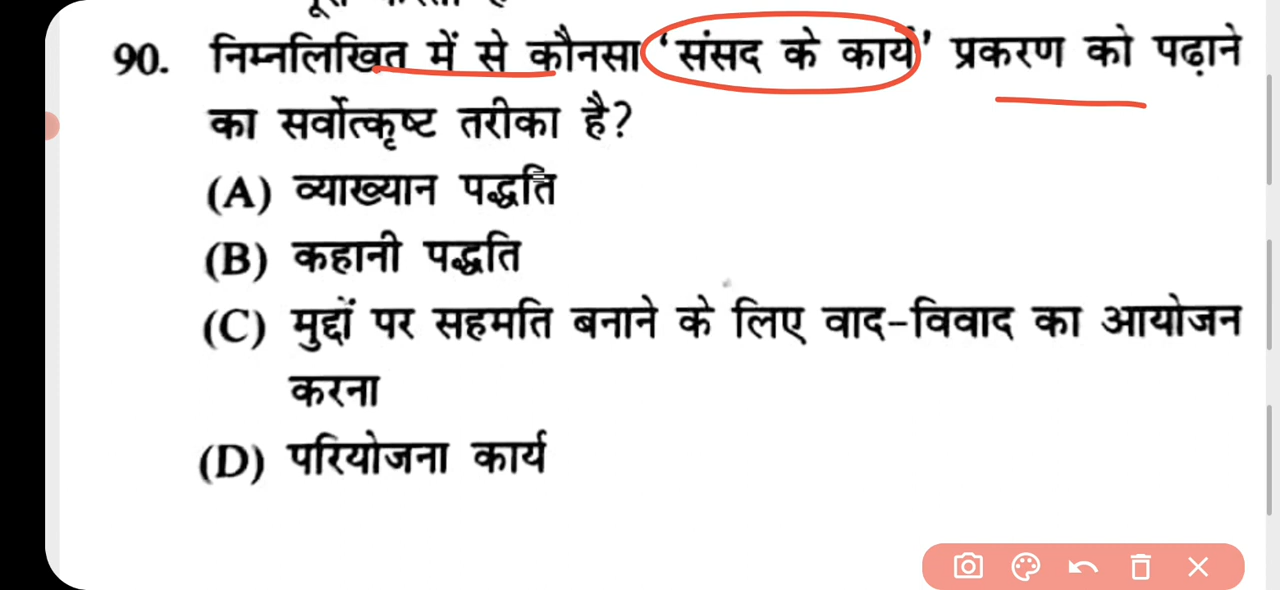 90. निम्नलिखित में से कौनसा 'संसद के कार्य' प्रकरण को पढ़ाने
का सर्वोत्कृष्ट तरीका है?
(A) व्याख्यान पद्धति
(B) कहानी पद्धति
(C) मुद्दों पर सहमति बनाने के लिए वाद-विवाद का आयोजन
करना
(D) परियोजना कार्य